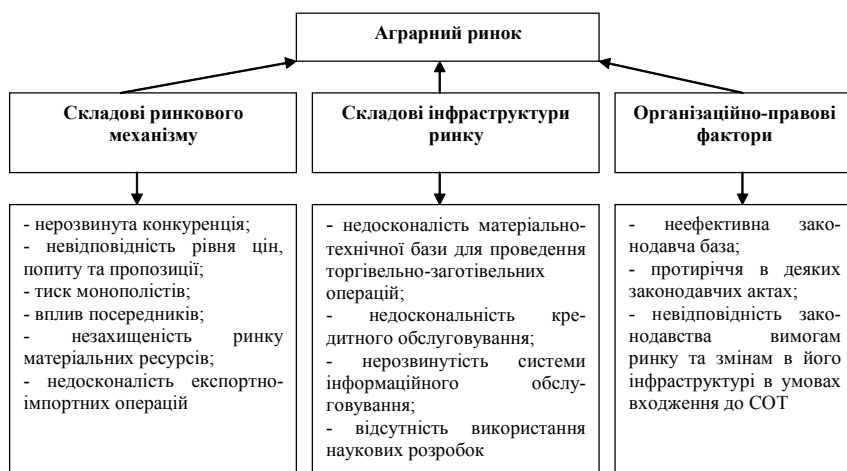 Аграрний ринок
Складові ринкового
механізму
Складові інфраструктури
ринку
Організаційно-правові
фактори
- нерозвинута конкуренція;
- невідповідність рівня цін,
попиту та пропозиції;
- тиск монополістів;
- вплив посередників;
- незахищеність ринку
матеріальних ресурсів;
- недосконалість експортно-
імпортних операцій
- недосконалість матеріально-
технічної бази для проведення
торгівельно-заготівельних
операцій;
- недоскональність кре-
дитного обслуговування;
- нерозвинутість системи
інформаційного обслу-
говування;
- відсутність використання
наукових розробок
- неефективна зако-
нодавча база;
- протиріччя в деяких
законодавчих актах;
- невідповідність зако-
нодавства вимогам
ринку та змінам в його
інфраструктурі в умовах
входження до СОТ